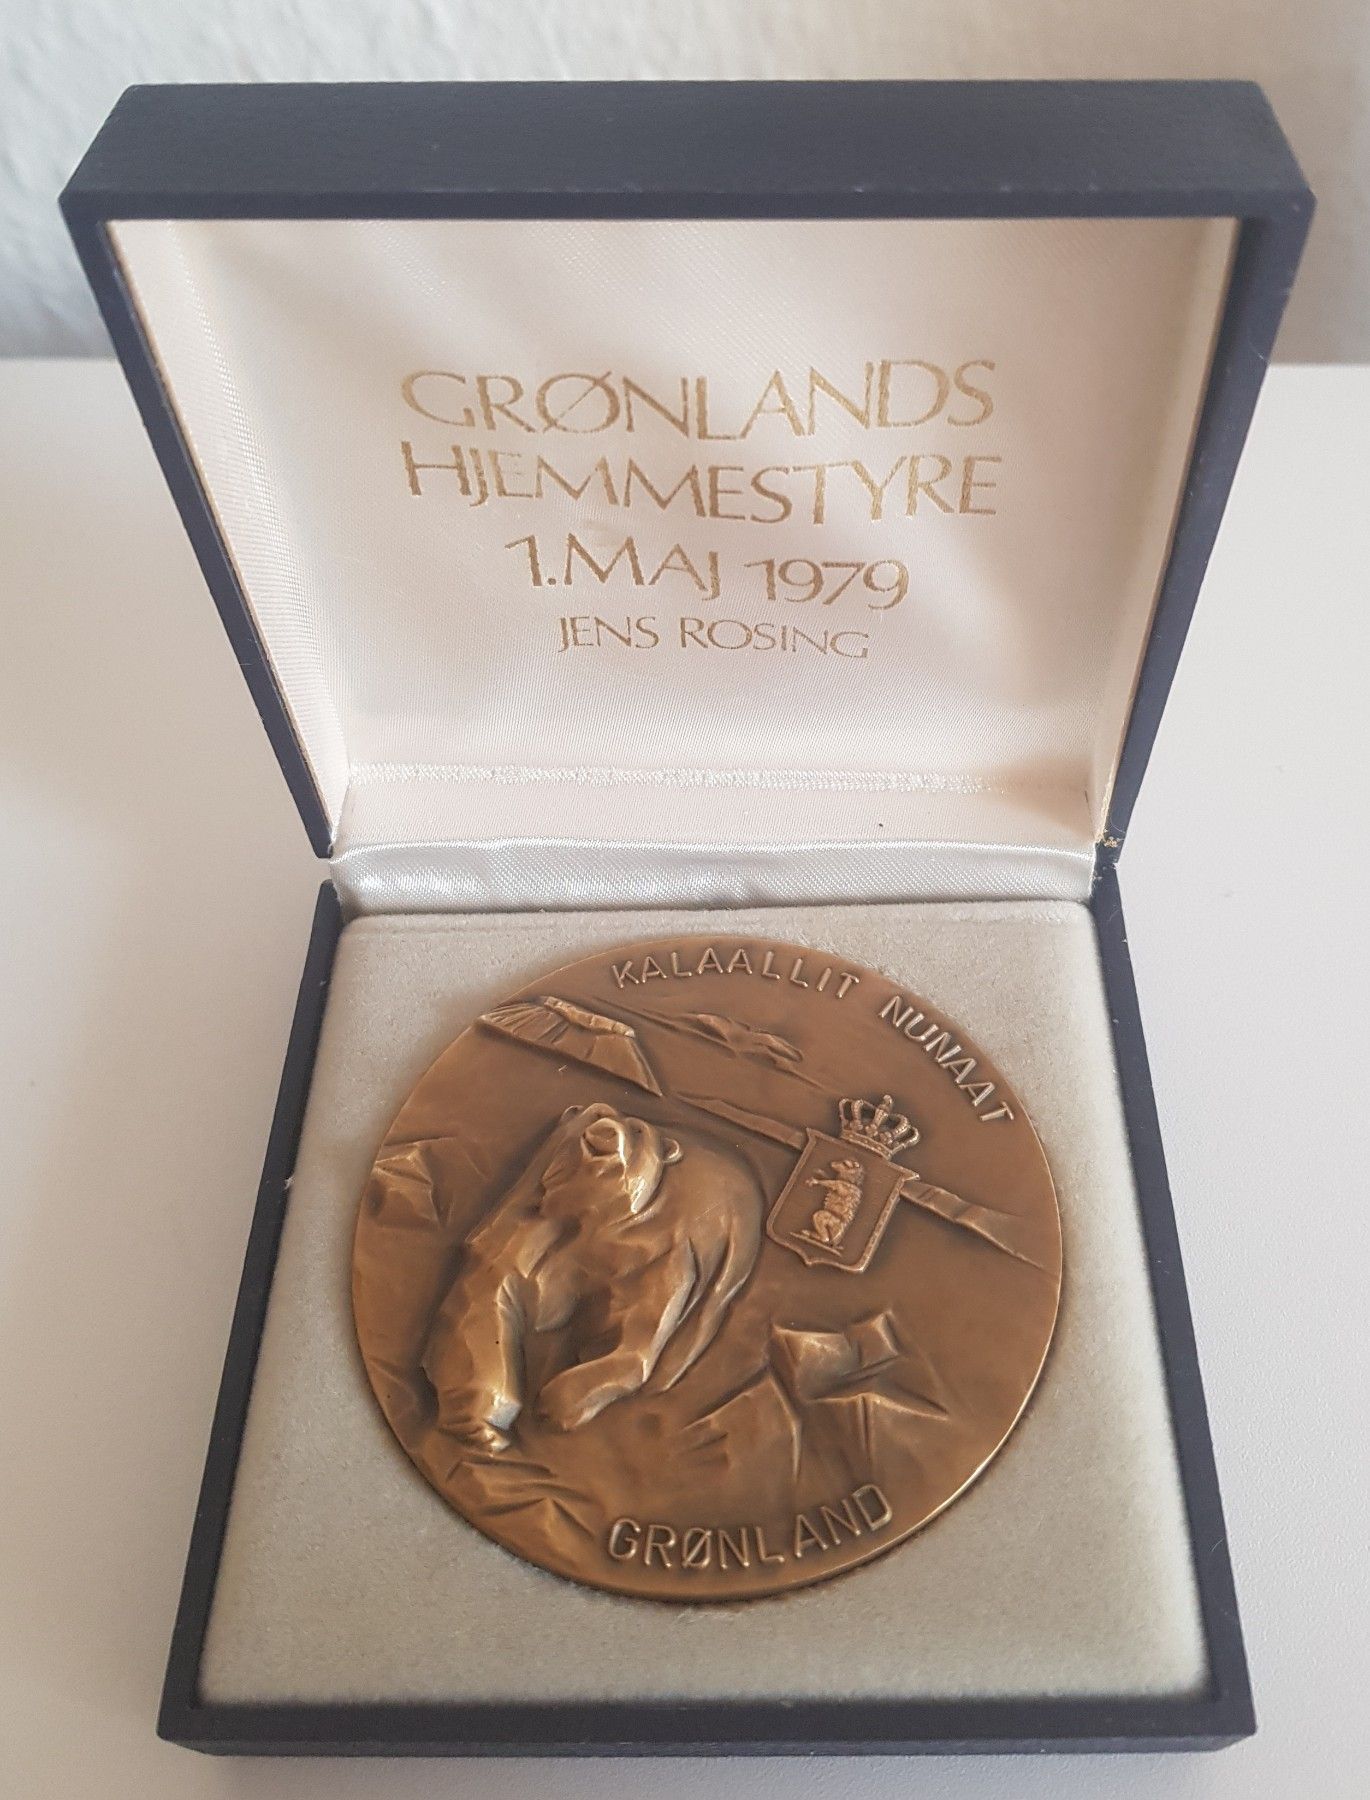 GRØNLANDS
HJEMMESTYRE
1. MAJ 1979
JENS ROSING
KALAALLIT NUNAAT
GRØNLAND